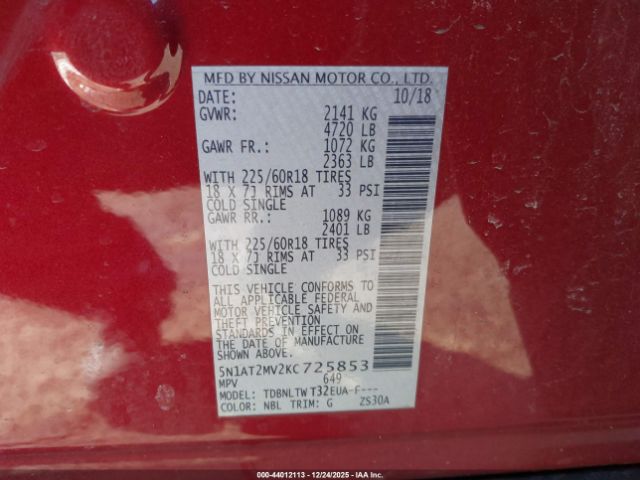 MFD BY NISSAN MOTOR CO., LTD.
DATE: 10/18
GVWR: 2141 KG
4720 LB
GAWR FR.: 1072 KG
2363 LB
WITH 225/60R18 TIRES
18 X 7J RIMS AT 33 PSI
COLD SINGLE
GAWR RR.: 1089 KG
2401 LB
WITH 225/60R18 TIRES
18 X 7J RIMS AT 33 PSI
COLD SINGLE
THIS VEHICLE CONFORMS TO
ALL APPLICABLE FEDERAL
MOTOR VEHICLE SAFETY AND
THEFT PREVENTION
STANDARDS IN EFFECT ON
THE DATE OF MANUFACTURE
SHOWN ABOVE.
5N1AT2MV2KC725853
MPV 649
MODEL: TDBNLTW T32EUA-F---
COLOR: NBL TRIM: G ZS30A
000-44012113 - 12/24/2025 - IAAI.COM